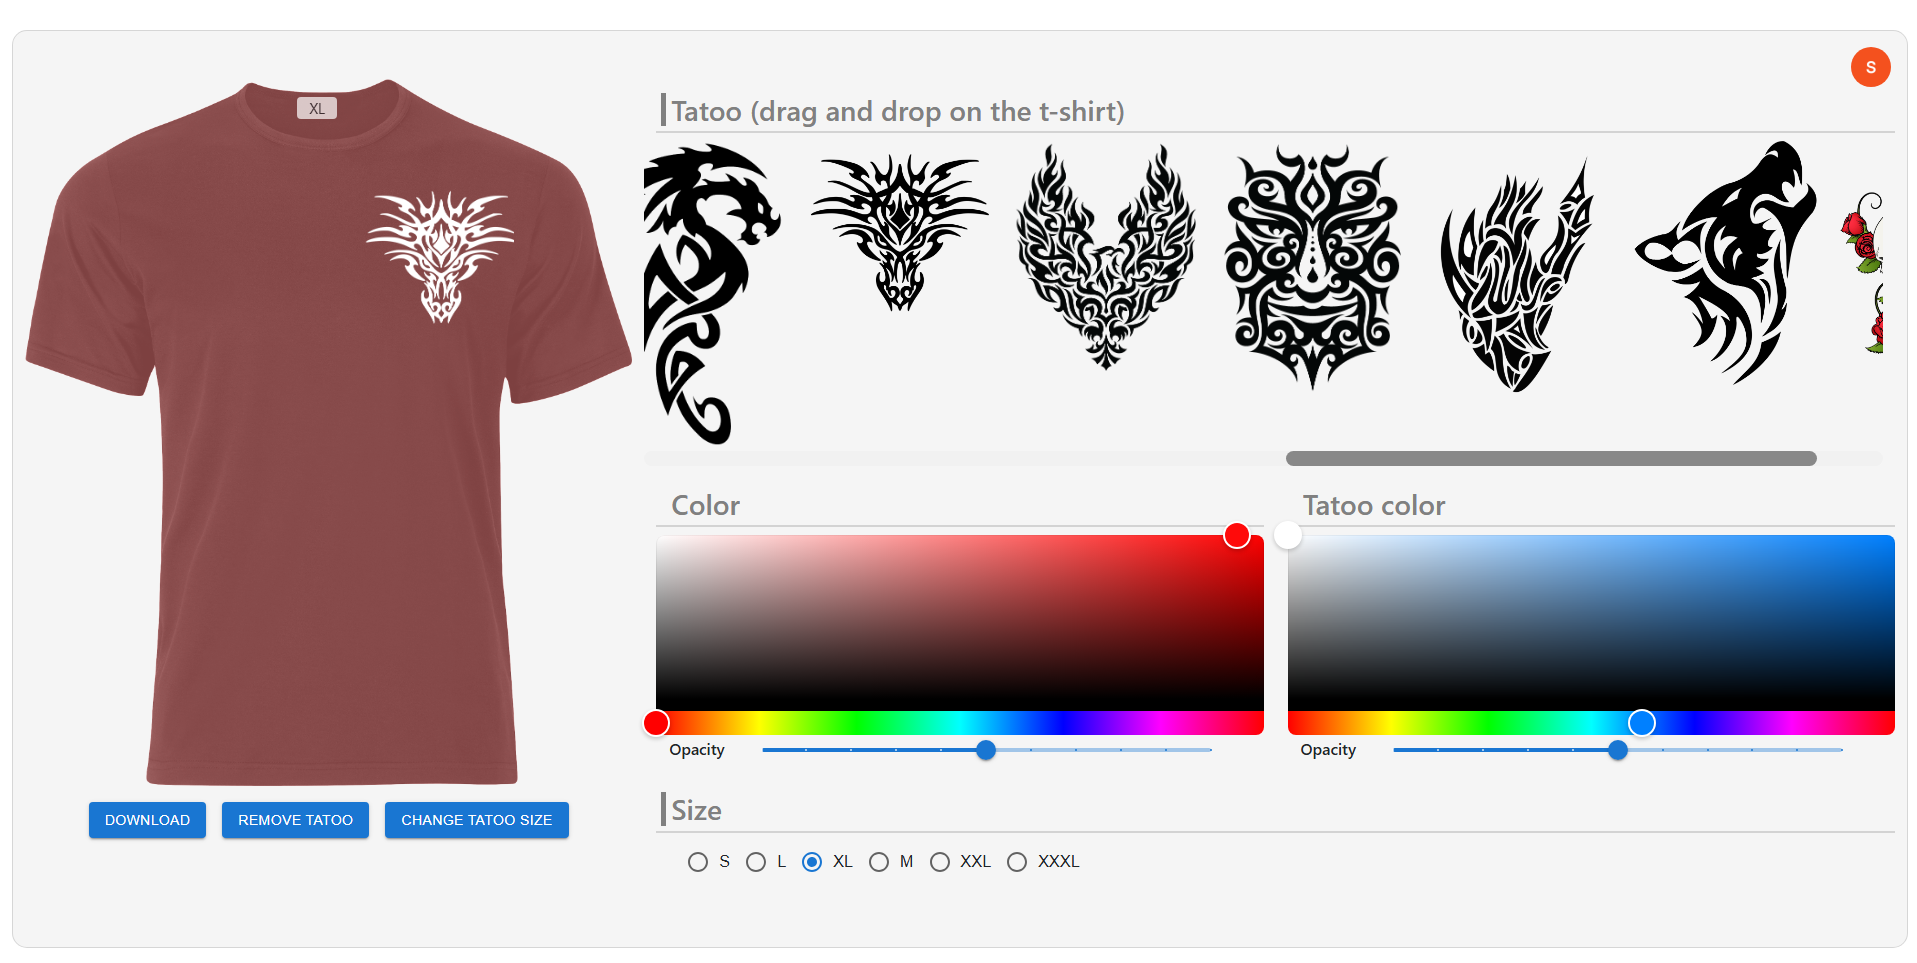 S
XL
Tatoo (drag and drop on the t-shirt)
Color
Tatoo color
Opacity
Opacity
DOWNLOAD
REMOVE TATOO
CHANGE TATOO SIZE
Size
S
L
XL
M
XXL
XXXL